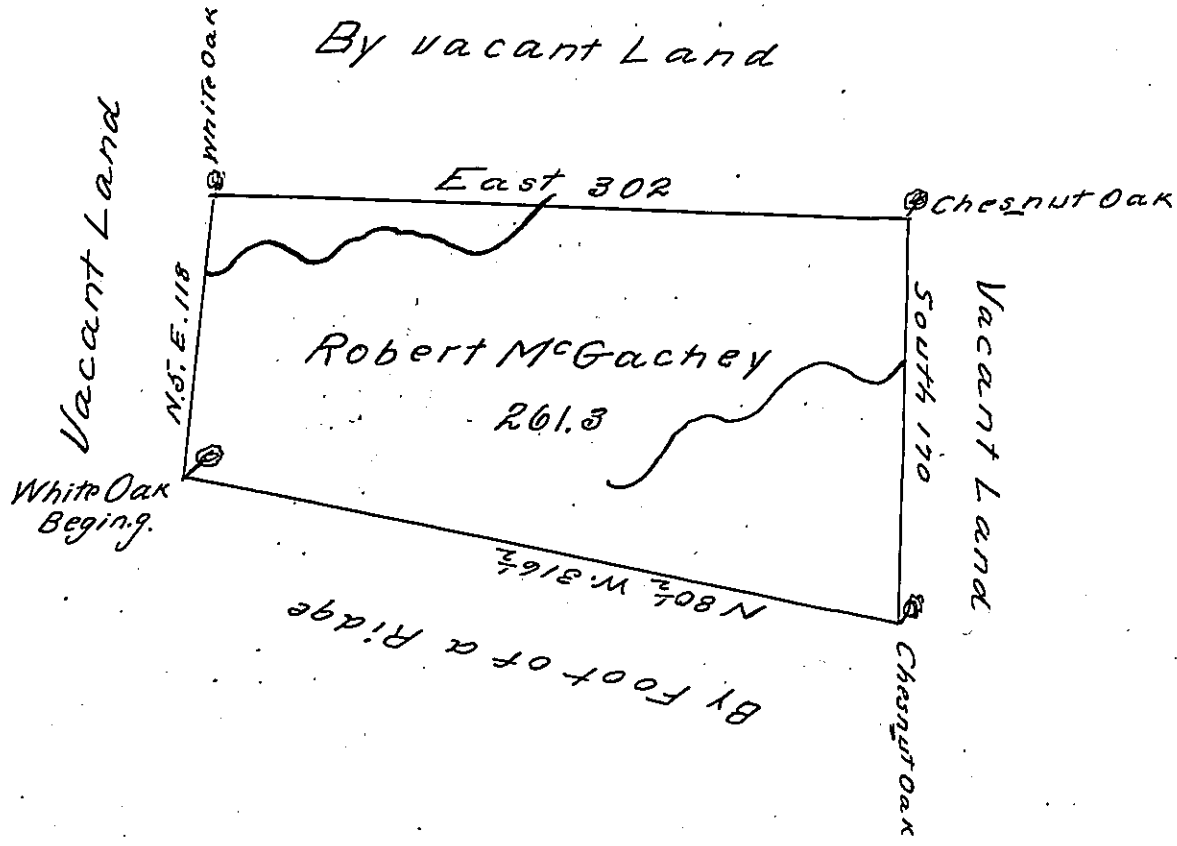 By vacant Land
White Oak
Vacant Land
East 302
Chesnut Oak
N.5. E. 118
South 170
Vacant Land
Robert McGachey
261.3
White Oak
Begin.g.
N 80½ W. 316½
By Foot of a Ridge
Chesnut Oak